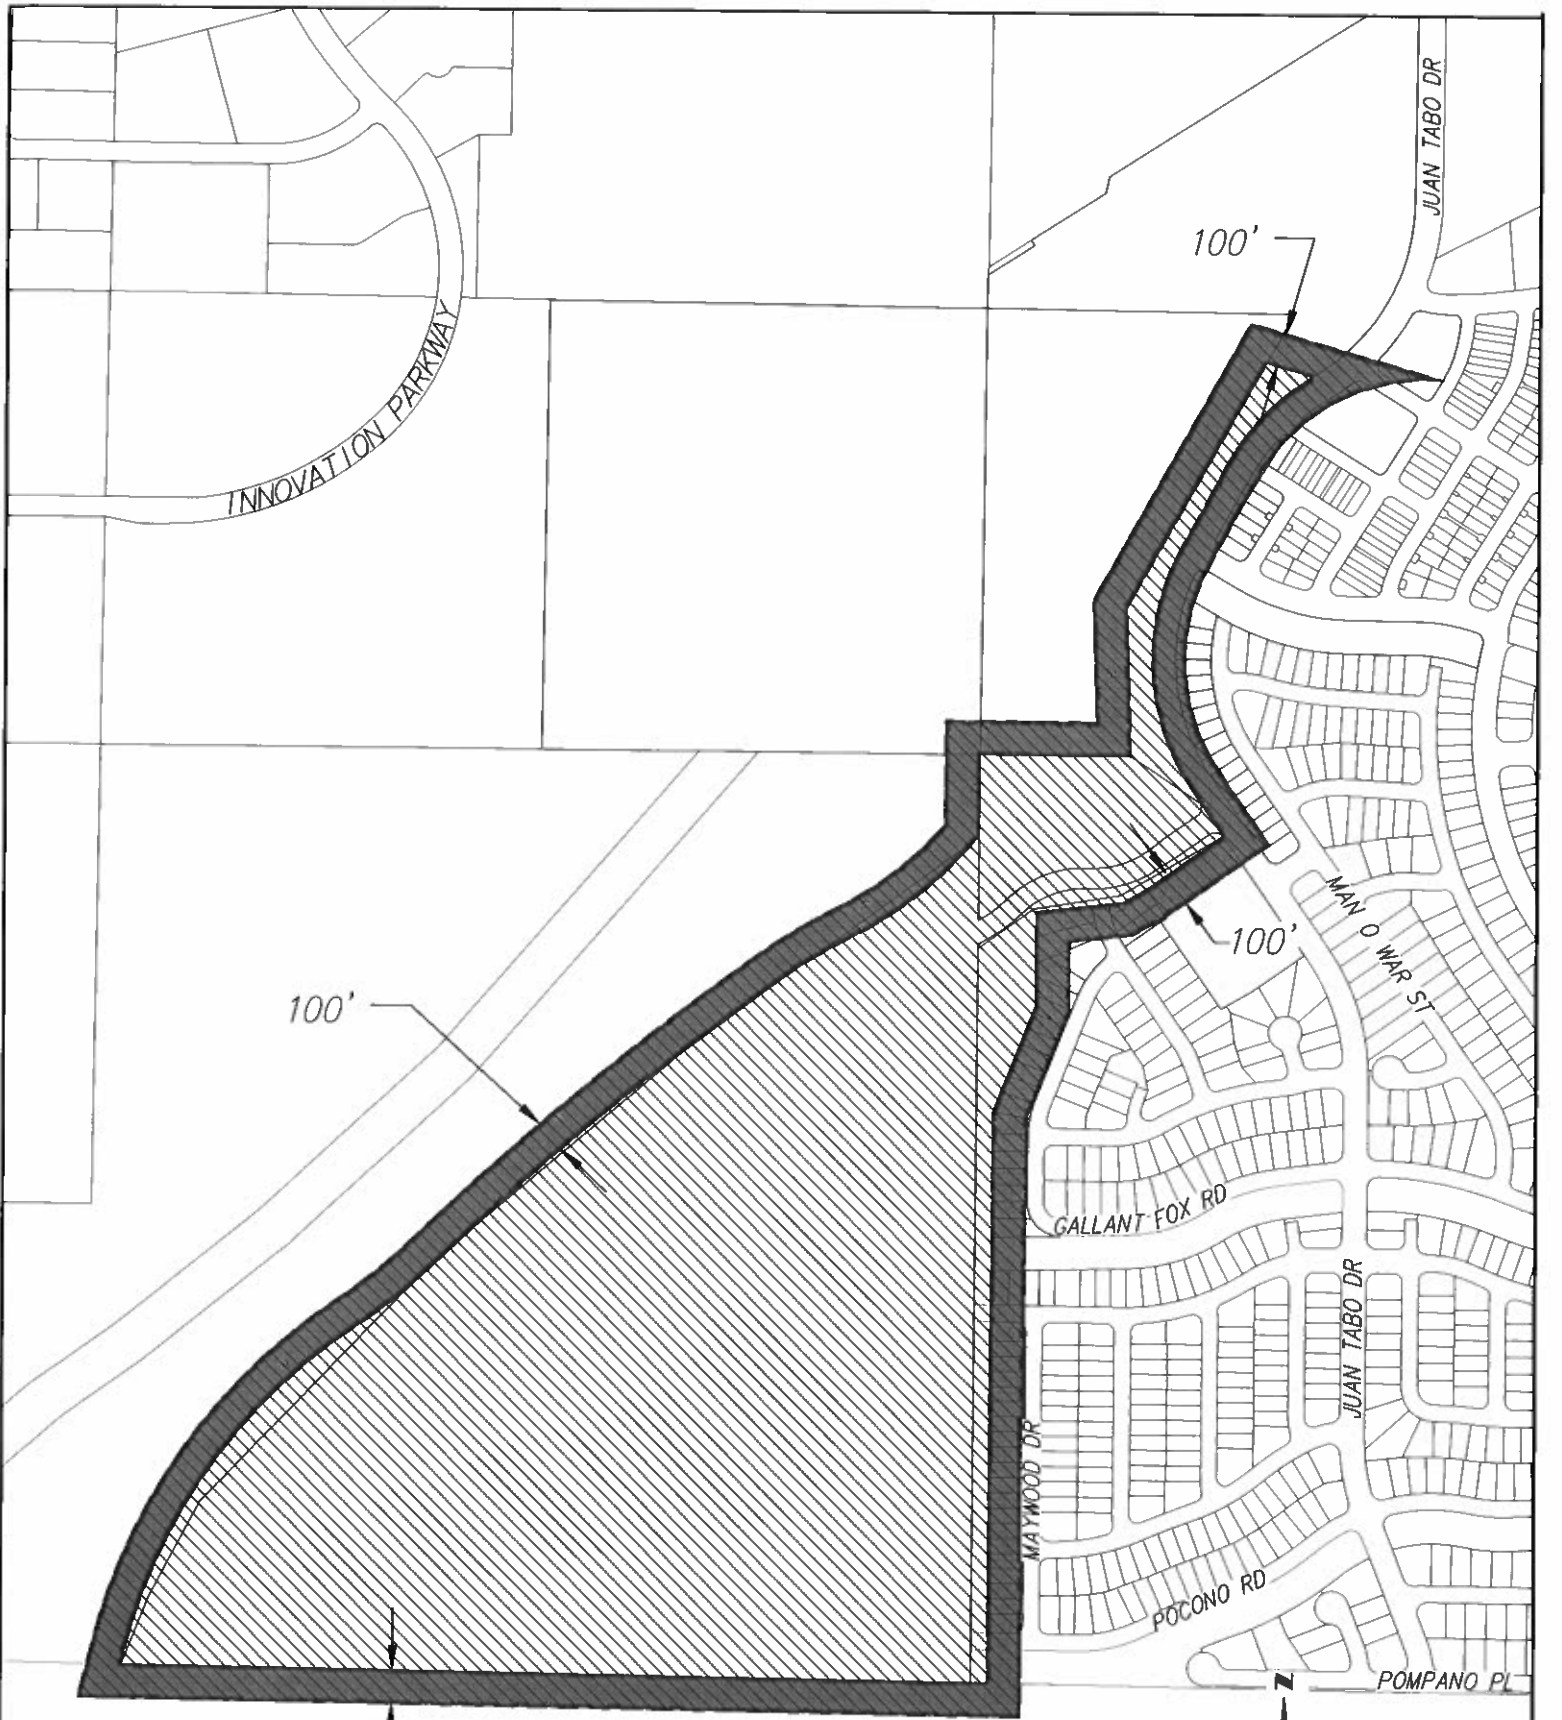 JUAN TABO DR
100'
INNOVATION PARKWAY
MAN O WAR ST
100'
100'
GALLANT FOX RD
JUAN TABO DR
MAYWOOD DR
POCONO RD
N
POMPANO PL